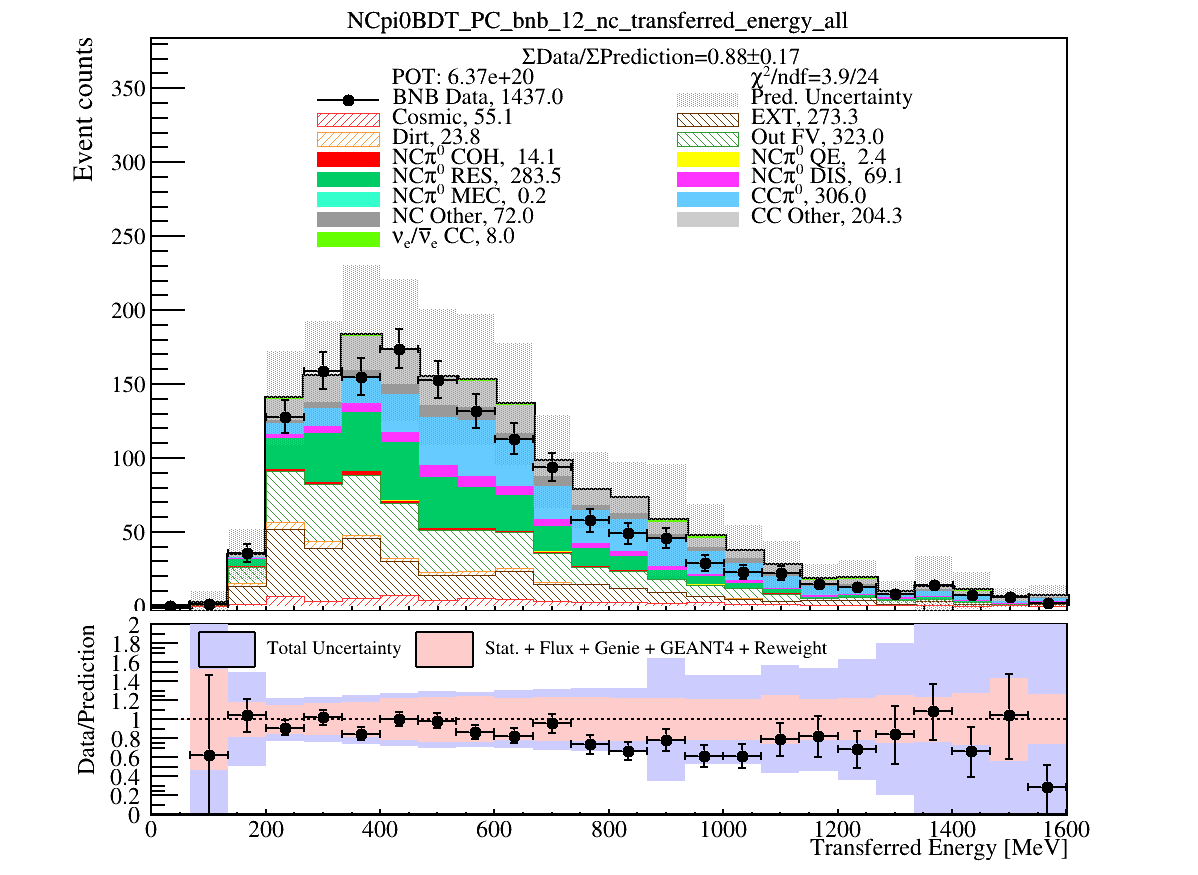 NCpi0BDT_PC_bnb_12_nc_transferred_energy_all
ΣData/ΣPrediction=0.88±0.17
POT: 6.37e+20
χ²/ndf=3.9/24
BNB Data, 1437.0
Pred. Uncertainty
Cosmic, 55.1
EXT, 273.3
Dirt, 23.8
Out FV, 323.0
NCπ⁰ COH, 14.1
NCπ⁰ QE, 2.4
NCπ⁰ RES, 283.5
NCπ⁰ DIS, 69.1
NCπ⁰ MEC, 0.2
CCπ⁰, 306.0
NC Other, 72.0
CC Other, 204.3
νₑ/ν̅ₑ CC, 8.0
Event counts
350
300
250
200
150
100
50
0
Total Uncertainty
Stat. + Flux + Genie + GEANT4 + Reweight
Data/Prediction
2
1.8
1.6
1.4
1.2
1
0.8
0.6
0.4
0.2
0
0 200 400 600 800 1000 1200 1400 1600
Transferred Energy [MeV]